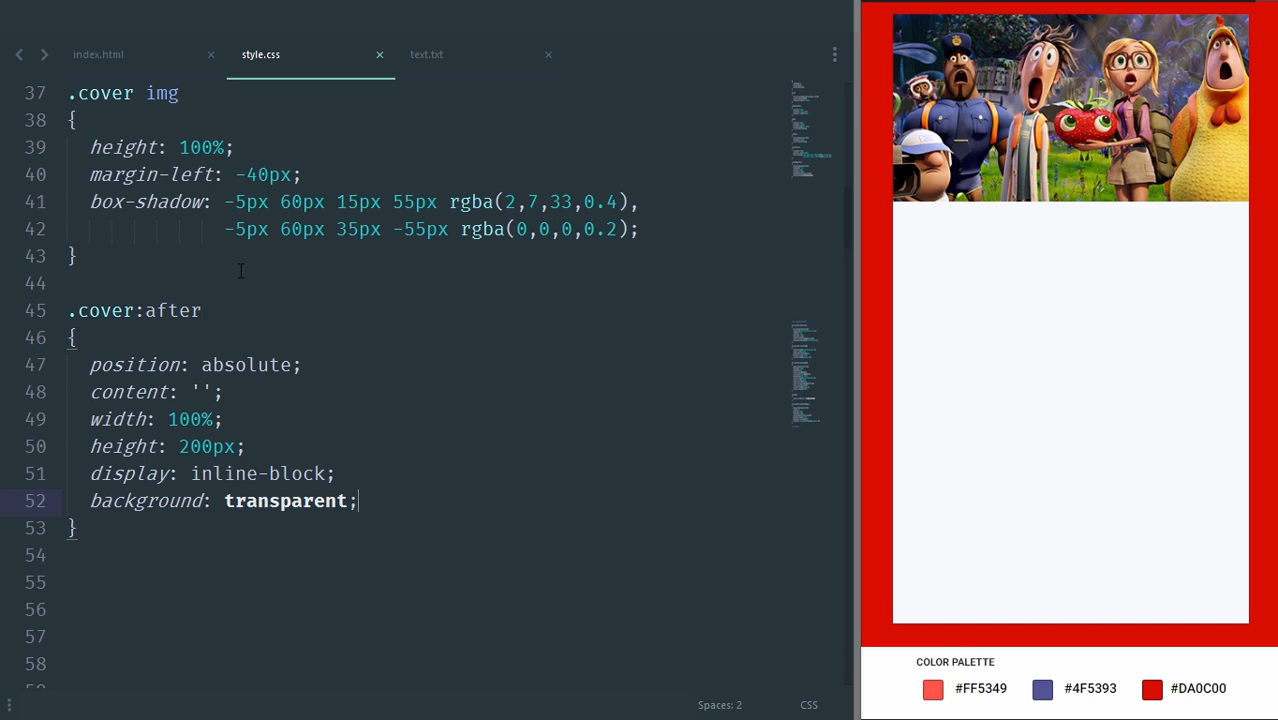 index.html
style.css
text.txt
37 .cover img
38 {
39 height: 100%;
40 margin-left: -40px;
41 box-shadow: -5px 60px 15px 55px rgba(2,7,33,0.4),
42 -5px 60px 35px -55px rgba(0,0,0,0.2);
43 }
44
45 .cover:after
46 {
47 position: absolute;
48 content: '';
49 width: 100%;
50 height: 200px;
51 display: inline-block;
52 background: transparent;
53 }
54
55
56
57
58
Spaces: 2
CSS
COLOR PALETTE
#FF5349 #4F5393 #DA0C00